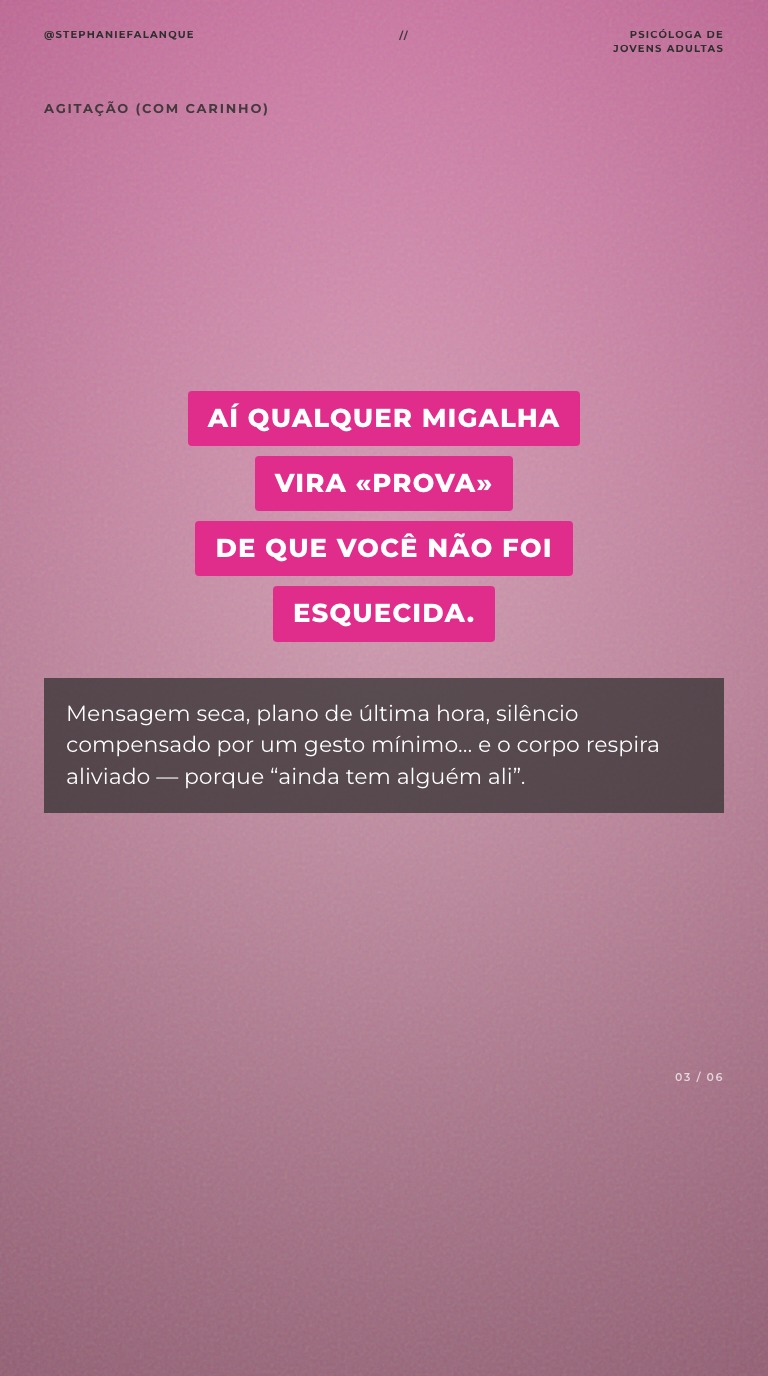 @STEPHANIEFALANQUE
//
PSICÓLOGA DE
JOVENS ADULTAS
AGITAÇÃO (COM CARINHO)
AÍ QUALQUER MIGALHA
VIRA «PROVA»
DE QUE VOCÊ NÃO FOI
ESQUECIDA.
Mensagem seca, plano de última hora, silêncio
compensado por um gesto mínimo… e o corpo respira
aliviado — porque “ainda tem alguém ali”.
03 / 06